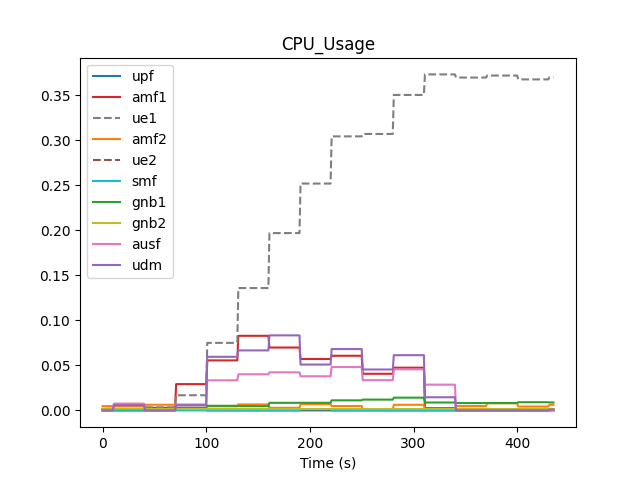 CPU_Usage
upf
amf1
ue1
amf2
ue2
smf
gnb1
gnb2
ausf
udm
0.35
0.30
0.25
0.20
0.15
0.10
0.05
0.00
0 100 200 300 400
Time (s)